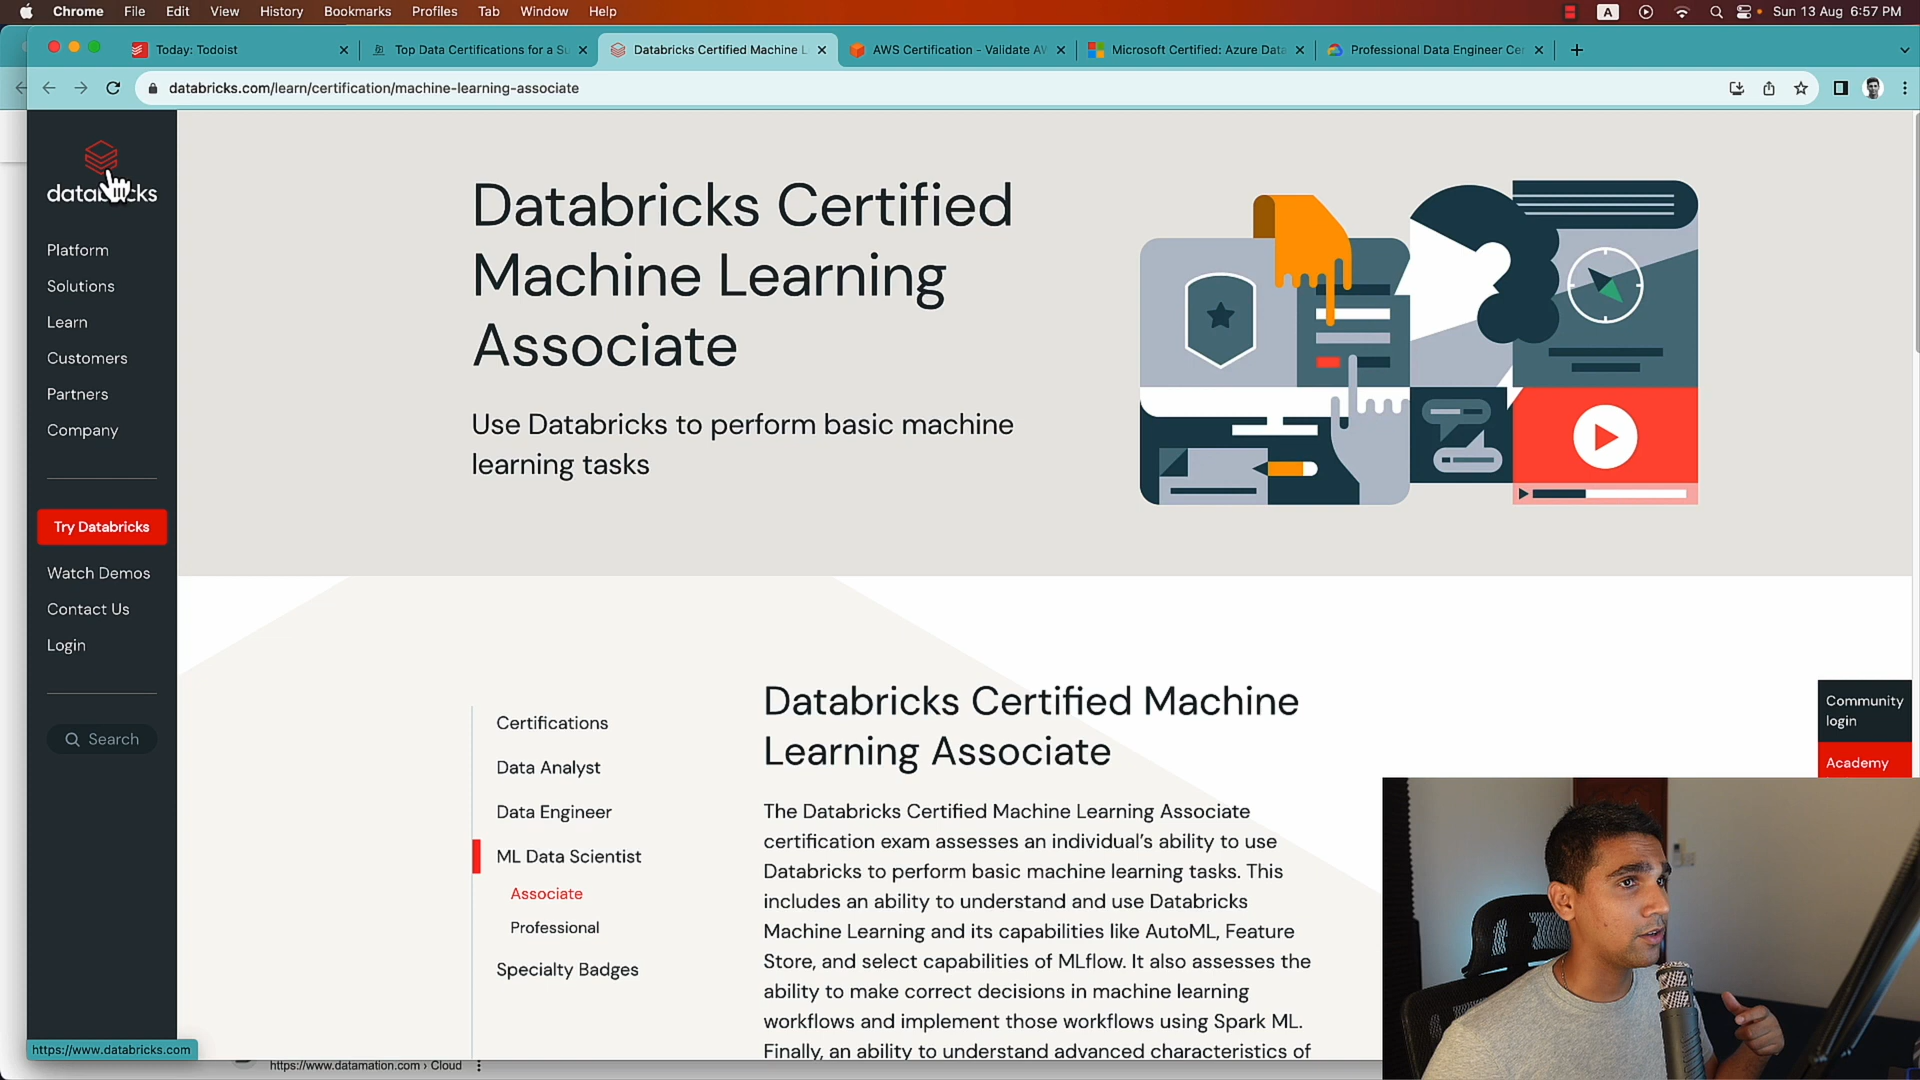 Chrome File Edit View History Bookmarks Profiles Tab Window Help
A Sun 13 Aug 6:57 PM
Today: Todoist
Top Data Certifications for a Su
Databricks Certified Machine L
AWS Certification - Validate AW
Microsoft Certified: Azure Data
Professional Data Engineer Cer
databricks.com/learn/certification/machine-learning-associate
databricks
Platform
Solutions
Learn
Customers
Partners
Company
Try Databricks
Watch Demos
Contact Us
Login
Search
Databricks Certified
Machine Learning
Associate
Use Databricks to perform basic machine
learning tasks
Certifications
Data Analyst
Data Engineer
ML Data Scientist
Associate
Professional
Specialty Badges
Databricks Certified Machine
Learning Associate
The Databricks Certified Machine Learning Associate
certification exam assesses an individual's ability to use
Databricks to perform basic machine learning tasks. This
includes an ability to understand and use Databricks
Machine Learning and its capabilities like AutoML, Feature
Store, and select capabilities of MLflow. It also assesses the
ability to make correct decisions in machine learning
workflows and implement those workflows using Spark ML.
Finally, an ability to understand advanced characteristics of
Community
login
Academy
https://www.databricks.com
https://www.datamation.com › Cloud